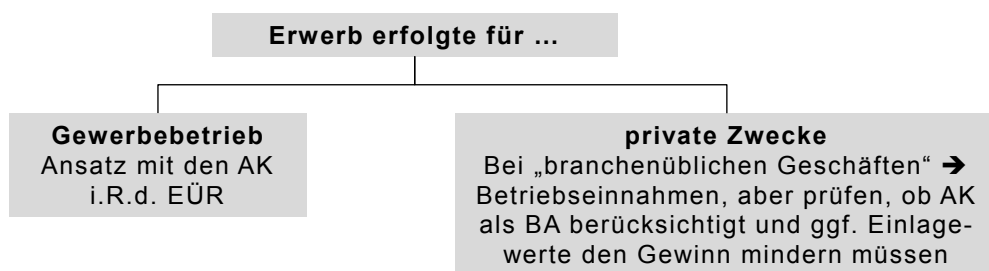 Erwerb erfolgte für ...
Gewerbebetrieb
Ansatz mit den AK
i.R.d. EÜR
private Zwecke
Bei „branchenüblichen Geschäften“ ➔
Betriebseinnahmen, aber prüfen, ob AK
als BA berücksichtigt und ggf. Einlage-
werte den Gewinn mindern müssen